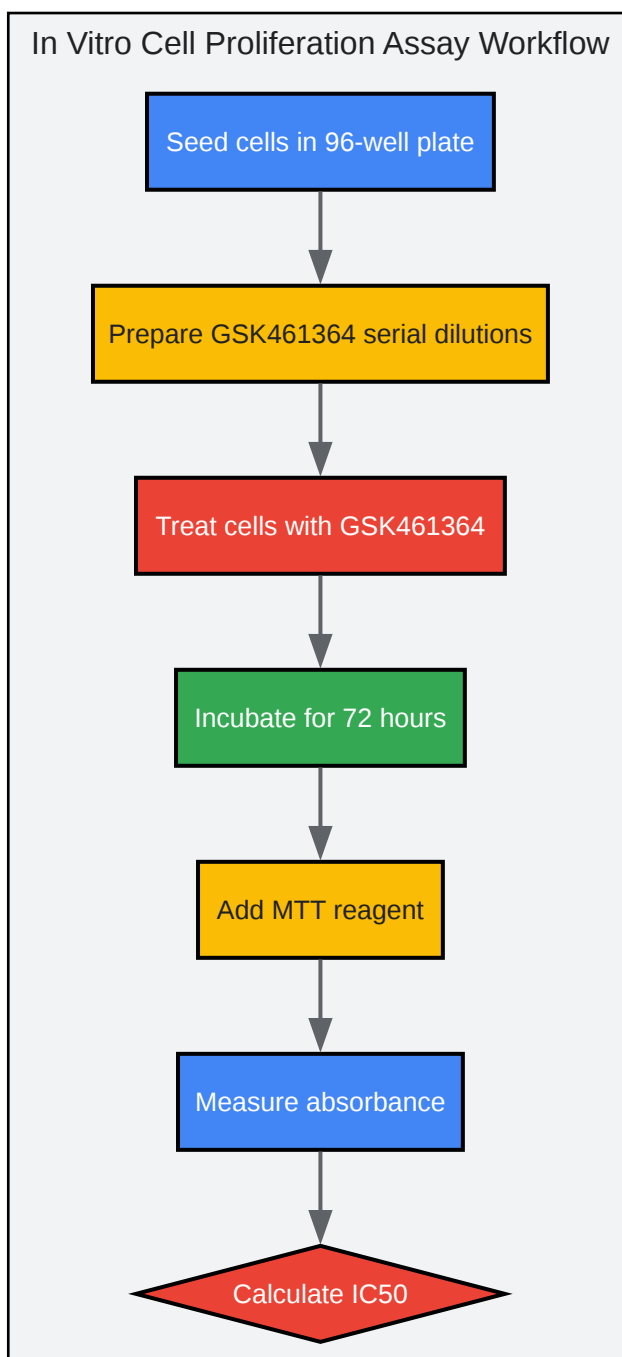 In Vitro Cell Proliferation Assay Workflow
Seed cells in 96-well plate
Prepare GSK461364 serial dilutions
Treat cells with GSK461364
Incubate for 72 hours
Add MTT reagent
Measure absorbance
Calculate IC50